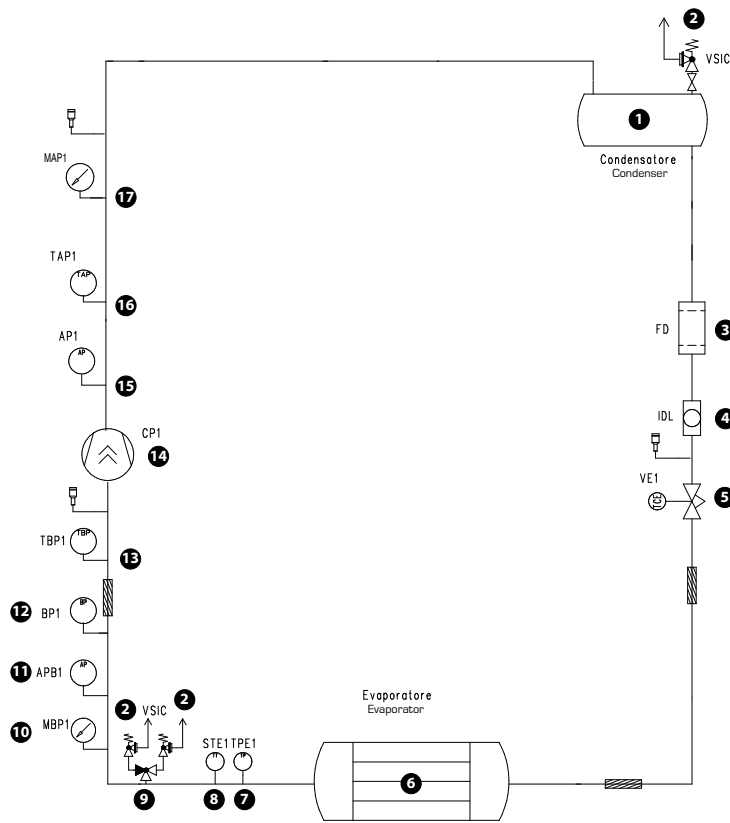 2
VSIC
1
Condensatore
Condenser
MAP1
17
TAP1
TAP
16
FD
3
AP1
AP
15
IDL
4
CP1
14
VE1
5
TBP1
TBP
13
12
BP1
BP
11
APB1
AP
10
MBP1
2
VSIC
2
STE1
TPE1
TT
TP
9
8
7
Evaporatore
Evaporator
6